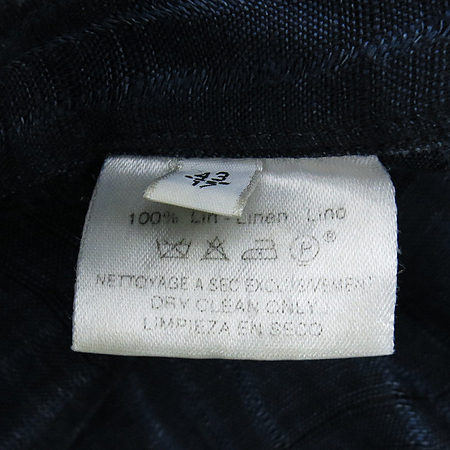 43
100% Lin - Linen Lino
P ®
NETTOYAGE A SEC EXCLUSIVEMENT
DRY CLEAN ONLY
LIMPIEZA EN SECO